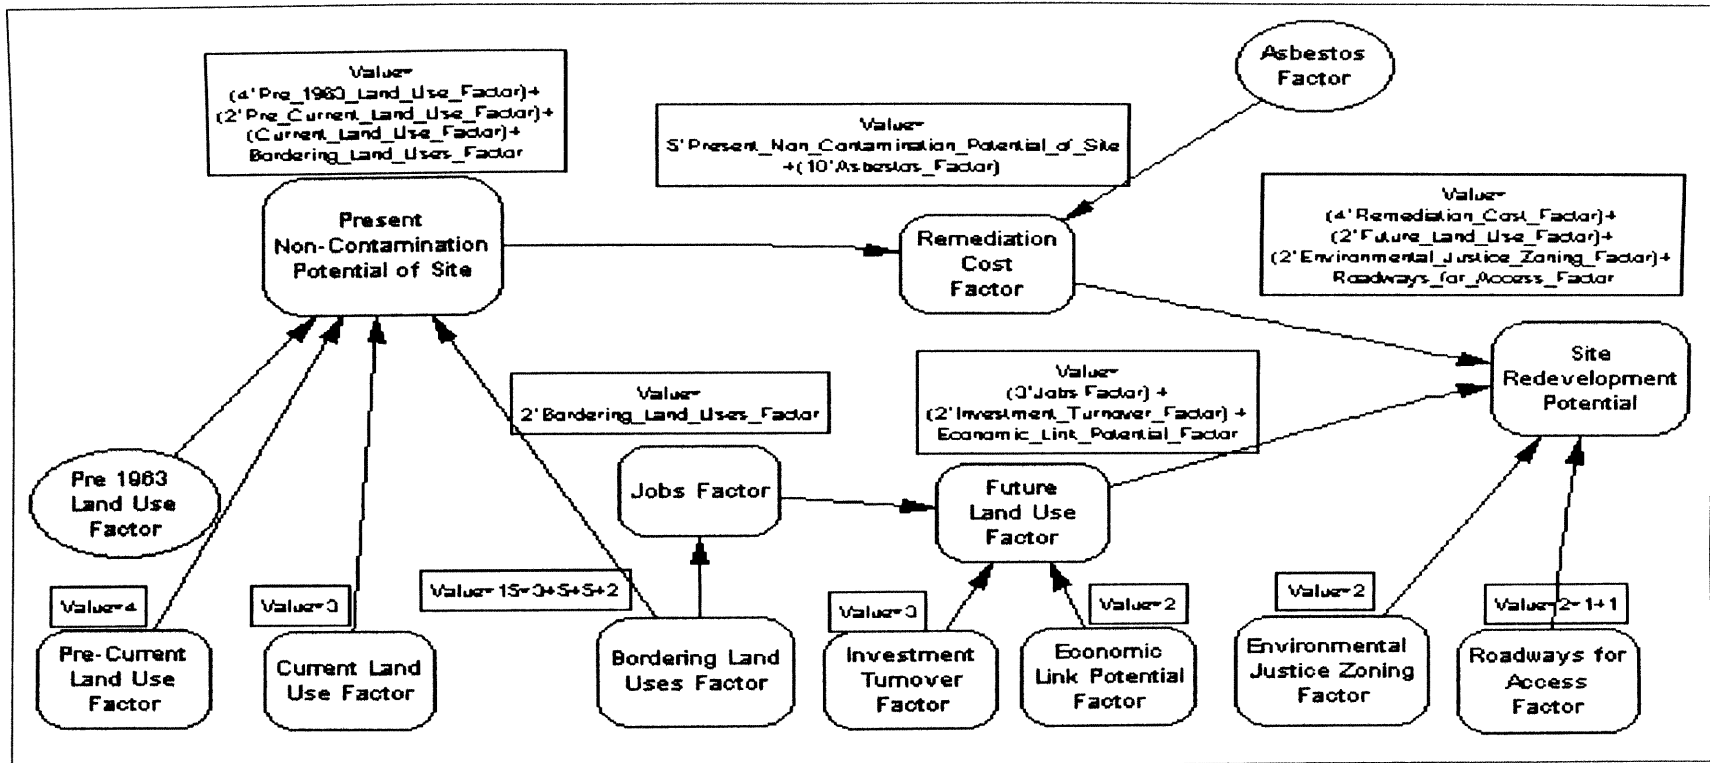 Asbestos
Factor
Value=
(4*Pre_1963_Land_Use_Factor)+
(2*Pre_Current_Land_Use_Factor)+
(Current_Land_Use_Factor)+
Bordering_Land_Uses_Factor
Value=
5*Present_Non_Contamination_Potential_of_Site
+(10*Asbestos_Factor)
Value=
(4*Remediation_Cost_Factor)+
(2*Future_Land_Use_Factor)+
(2*Environmental_Justice_Zoning_Factor)+
Roadways_for_Access_Factor
Present
Non-Contamination
Potential of Site
Remediation
Cost
Factor
Site
Redevelopment
Potential
Value=
2*Bordering_Land_Uses_Factor
Value=
(3*Jobs Factor) +
(2*Investment_Turnover_Factor) +
Economic_Link_Potential_Factor
Pre 1963
Land Use
Factor
Jobs Factor
Future
Land Use
Factor
Value=4
Value=3
Value=15=3+5+5+2
Value=3
Value=2
Value=2
Value=2=1+1
Pre-Current
Land Use
Factor
Current Land
Use Factor
Bordering Land
Uses Factor
Investment
Turnover
Factor
Economic
Link Potential
Factor
Environmental
Justice Zoning
Factor
Roadways for
Access
Factor